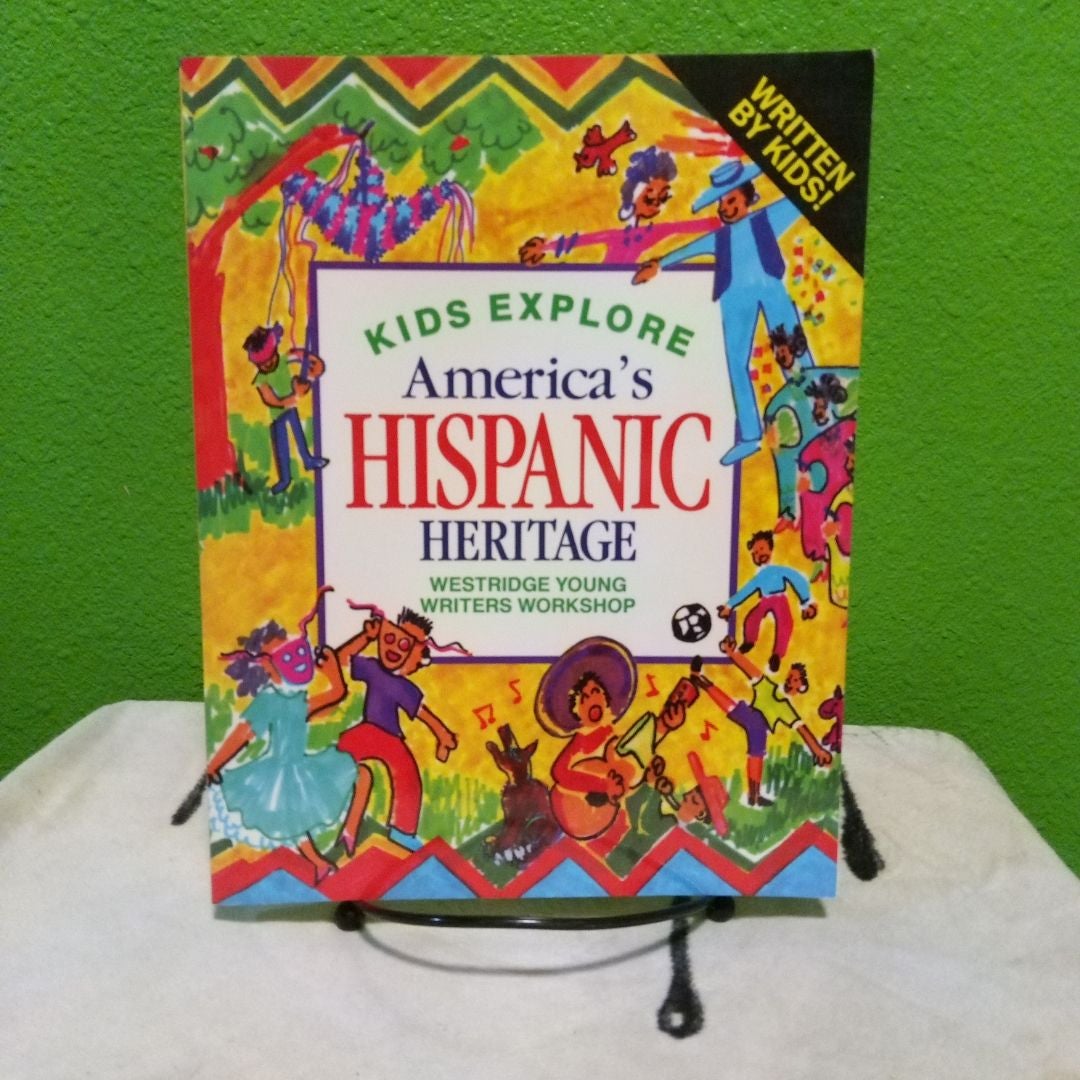 WRITTEN
BY KIDS!
KIDS EXPLORE
America's
HISPANIC
HERITAGE
WESTRIDGE YOUNG
WRITERS WORKSHOP